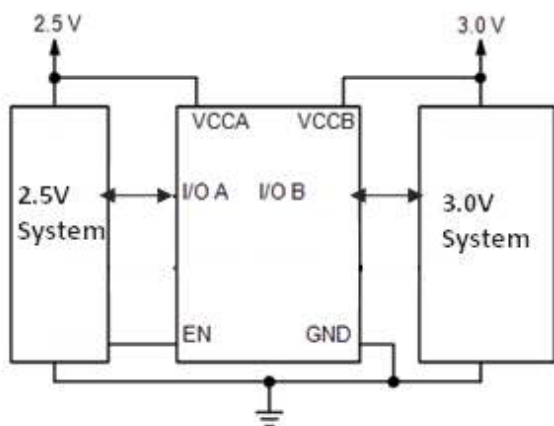 2.5 V
3.0 V
VCCA
VCCB
2.5V
System
I/O A
I/O B
3.0V
System
EN
GND